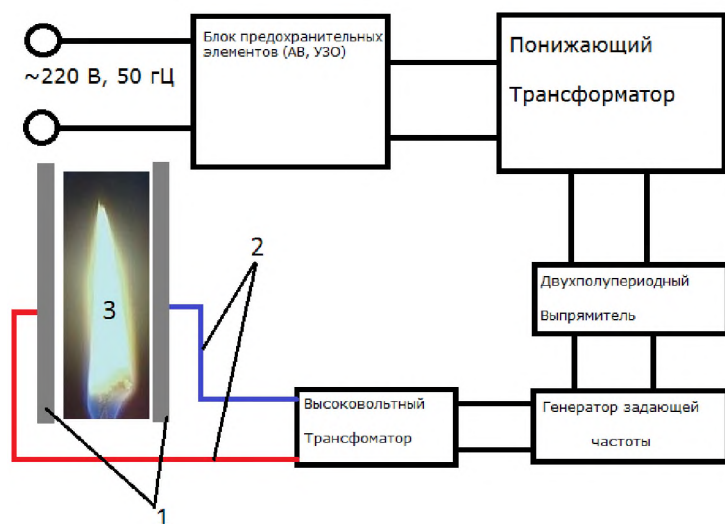 Блок предохранительных
элементов (АВ, УЗО)
~220 В, 50 гЦ
Понижающий
Трансформатор
Двухполупериодный
Выпрямитель
Генератор задающей
частоты
Высоковольтный
Трансфоматор
2
3
1